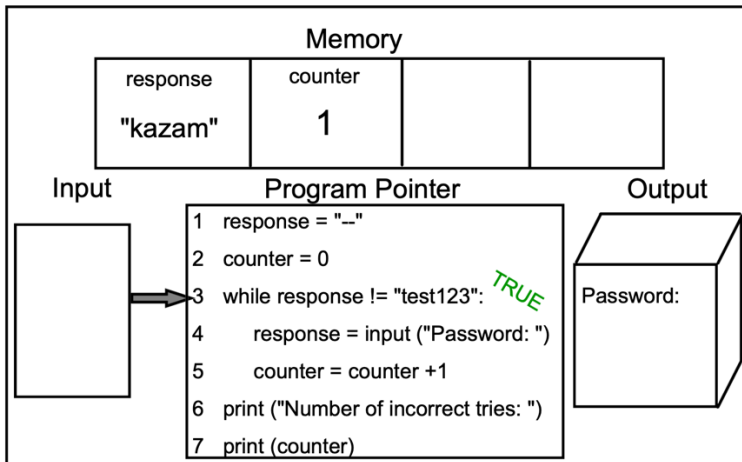 Memory
response counter
"kazam" 1
Input Program Pointer Output
1 response = "--"
2 counter = 0
3 while response != "test123": TRUE
4 response = input ("Password: ")
5 counter = counter +1
6 print ("Number of incorrect tries: ")
7 print (counter)
Password: